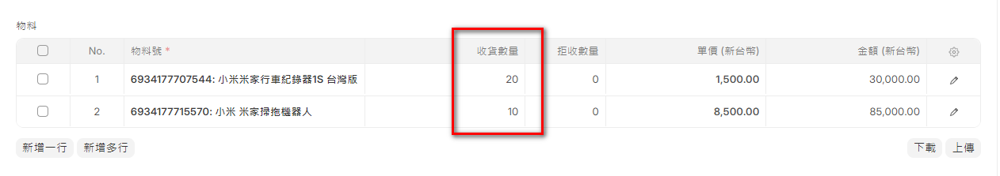 物料
No. 物料號 * 收貨數量 拒收數量 單價 (新台幣) 金額 (新台幣)
1 6934177707544: 小米米家行車紀錄器1S 台灣版 20 0 1,500.00 30,000.00
2 6934177715570: 小米 米家掃拖機器人 10 0 8,500.00 85,000.00
新增一行 新增多行 下載 上傳